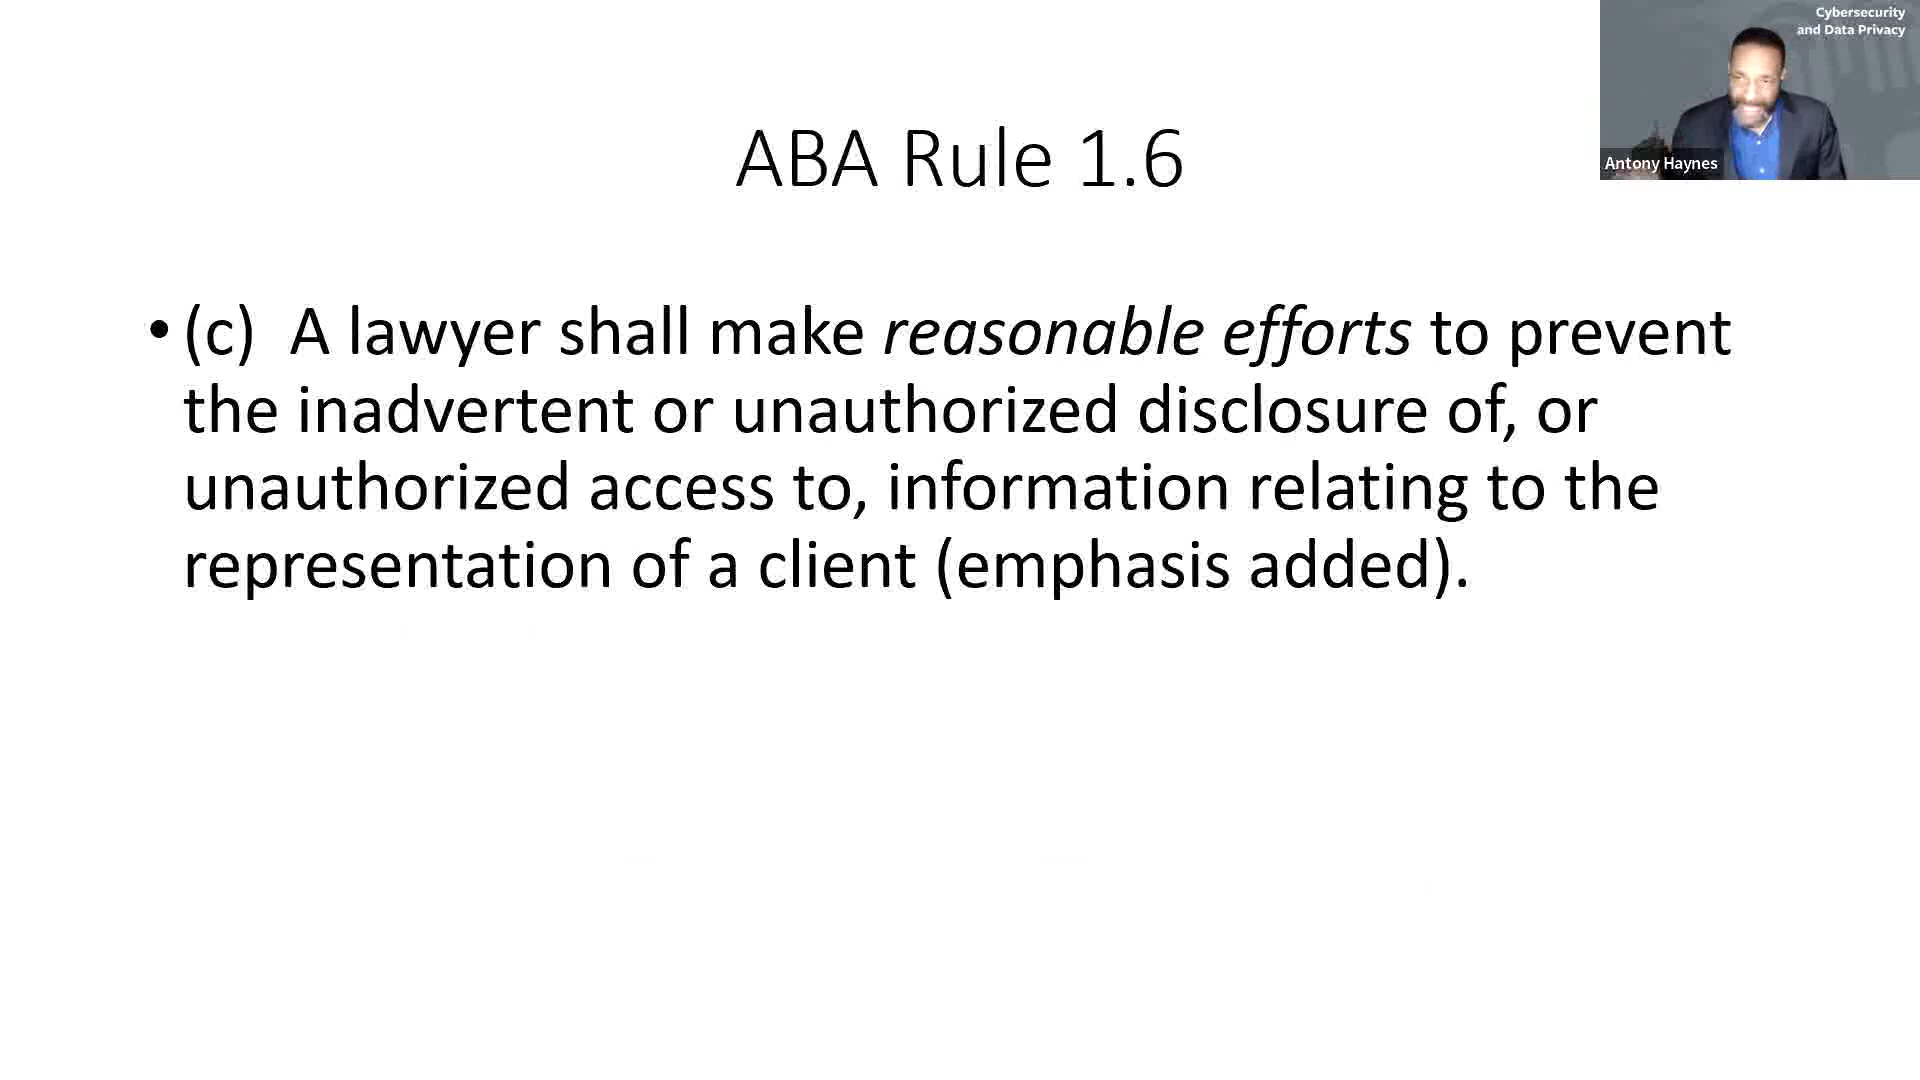 Cybersecurity
and Data Privacy
Antony Haynes
ABA Rule 1.6
• (c)  A lawyer shall make reasonable efforts to prevent
the inadvertent or unauthorized disclosure of, or
unauthorized access to, information relating to the
representation of a client (emphasis added).